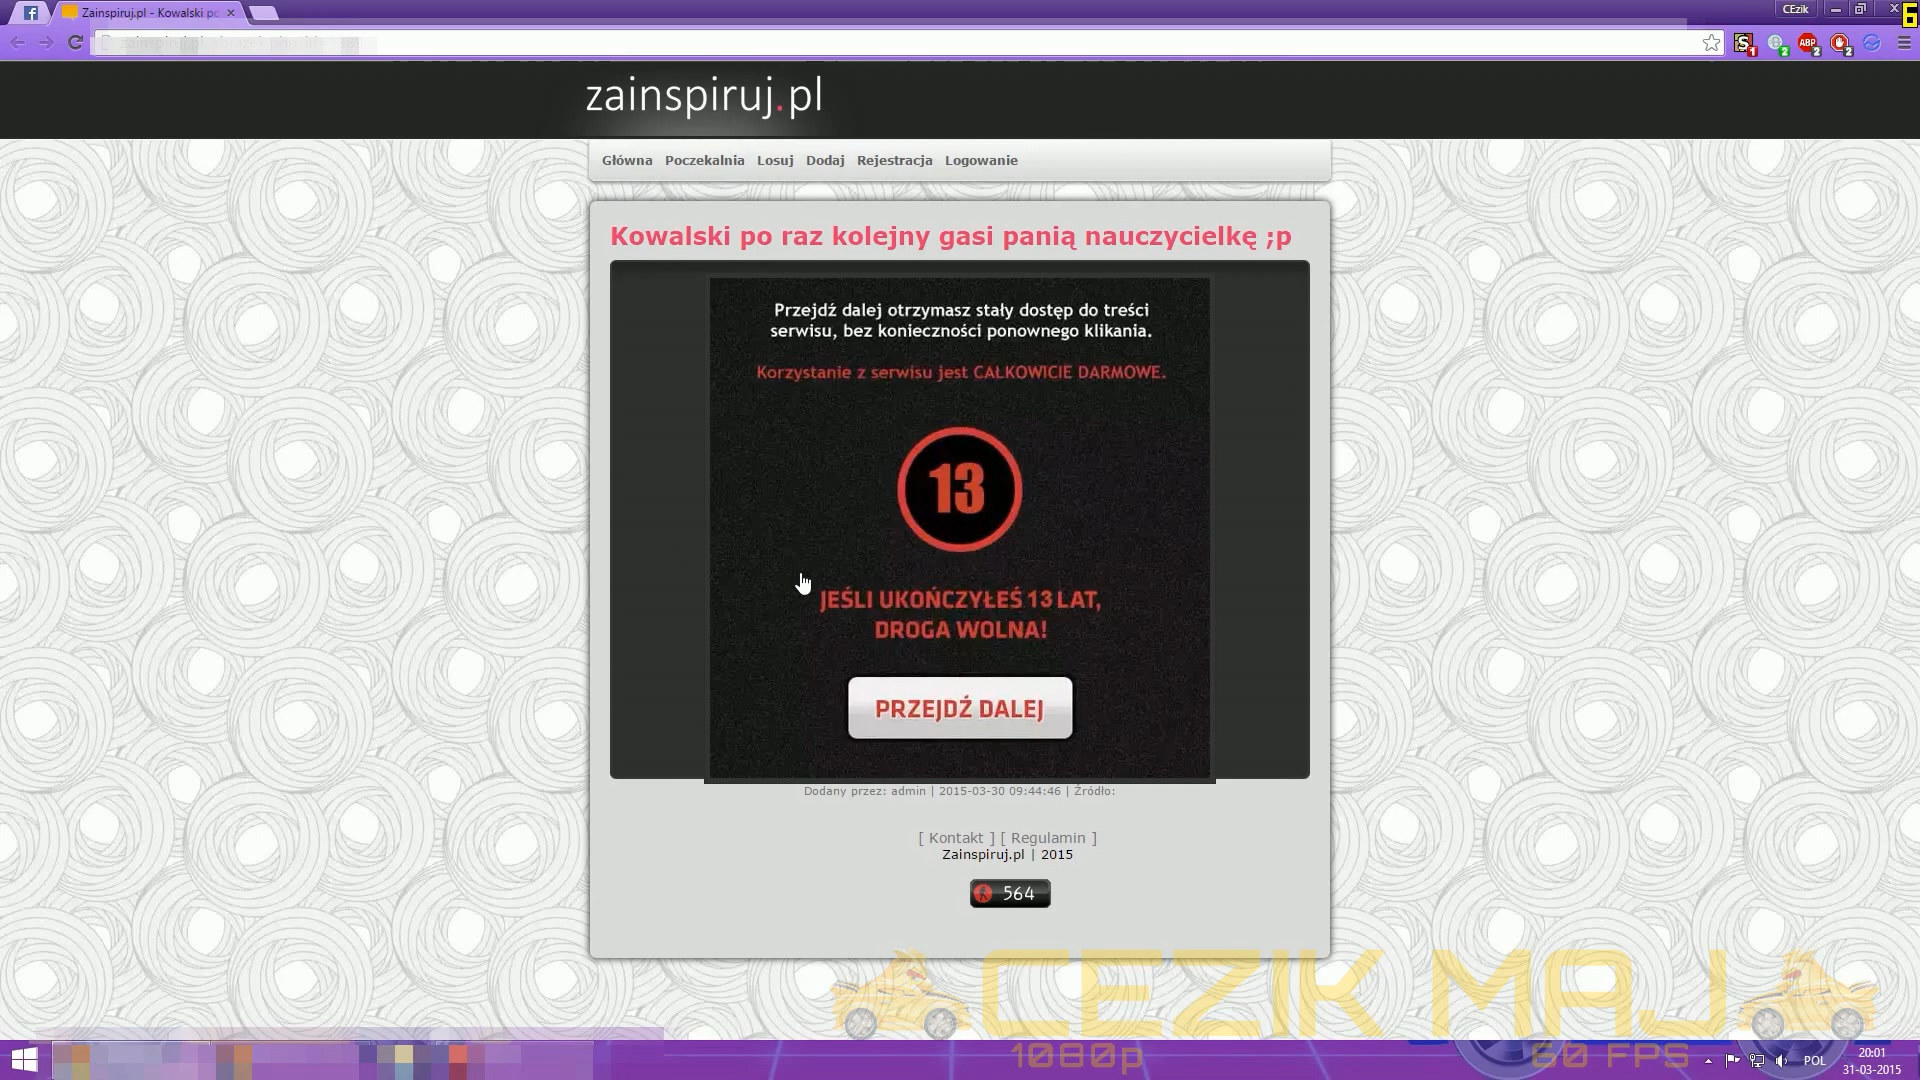 Zainspiruj.pl - Kowalski po
CEzik
6
zainspiruj.pl
Główna Poczekalnia Losuj Dodaj Rejestracja Logowanie
Kowalski po raz kolejny gasi panią nauczycielkę ;p
Przejdź dalej otrzymasz stały dostęp do treści
serwisu, bez konieczności ponownego klikania.
Korzystanie z serwisu jest CAŁKOWICIE DARMOWE.
13
JEŚLI UKOŃCZYŁEŚ 13 LAT,
DROGA WOLNA!
PRZEJDŹ DALEJ
Dodany przez: admin | 2015-03-30 09:44:46 | Źródło:
[ Kontakt ] [ Regulamin ]
Zainspiruj.pl | 2015
564
CEZIK MAJ
1080p 60 FPS
POL
20:01
31-03-2015